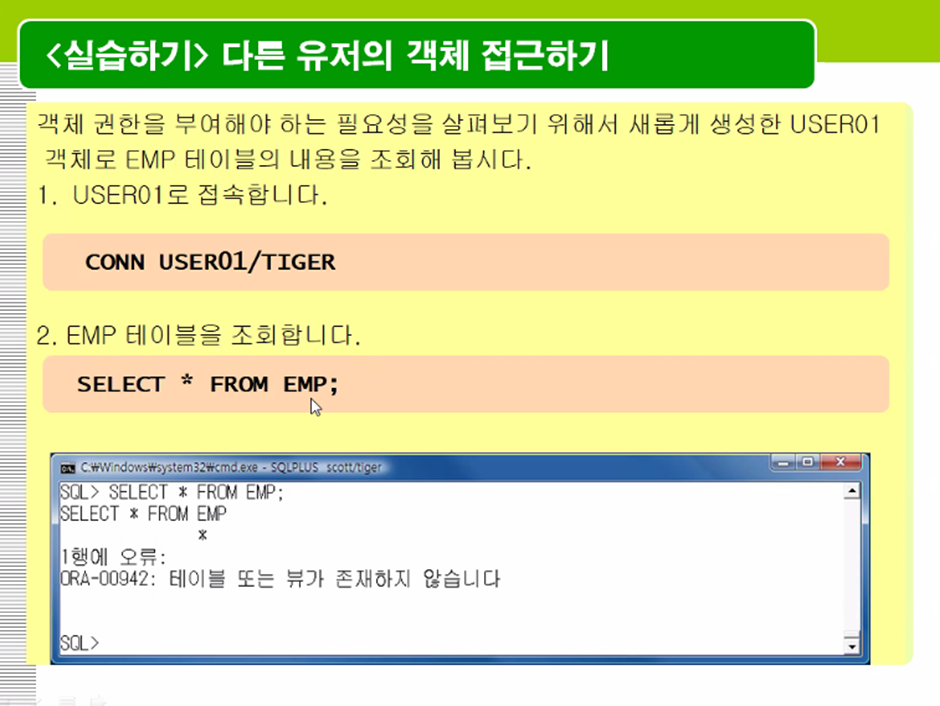 <실습하기> 다른 유저의 객체 접근하기
객체 권한을 부여해야 하는 필요성을 살펴보기 위해서 새롭게 생성한 USER01
객체로 EMP 테이블의 내용을 조회해 봅시다.
1. USER01로 접속합니다.
CONN USER01/TIGER
2. EMP 테이블을 조회합니다.
SELECT * FROM EMP;
C:₩Windows₩system32₩cmd.exe - SQLPLUS scott/tiger
SQL> SELECT * FROM EMP;
SELECT * FROM EMP
*
1행에 오류:
ORA-00942: 테이블 또는 뷰가 존재하지 않습니다
SQL>